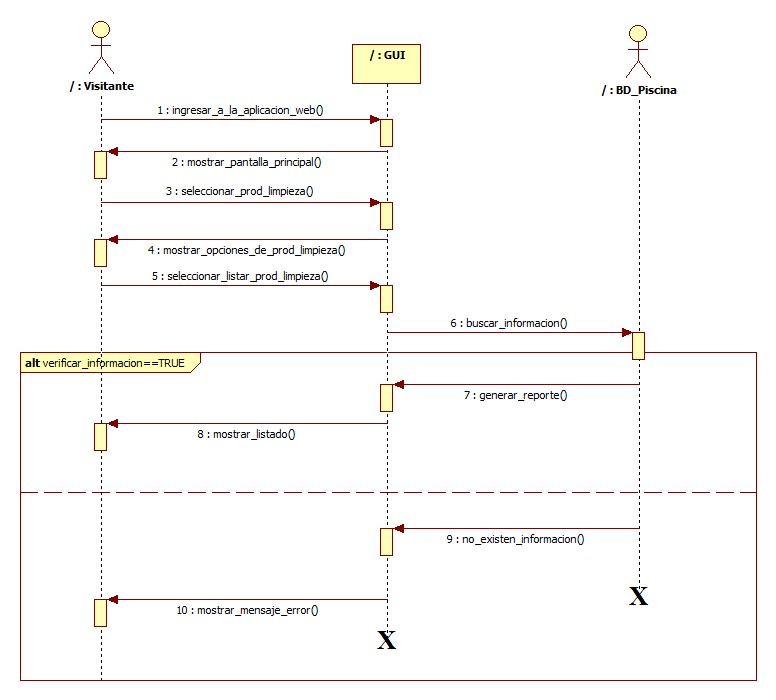 / : Visitante
/ : GUI
/ : BD_Piscina
1 : ingresar_a_la_aplicacion_web()
2 : mostrar_pantalla_principal()
3 : seleccionar_prod_limpieza()
4 : mostrar_opciones_de_prod_limpieza()
5 : seleccionar_listar_prod_limpieza()
6 : buscar_informacion()
alt verificar_informacion==TRUE
7 : generar_reporte()
8 : mostrar_listado()
9 : no_existen_informacion()
X
10 : mostrar_mensaje_error()
X